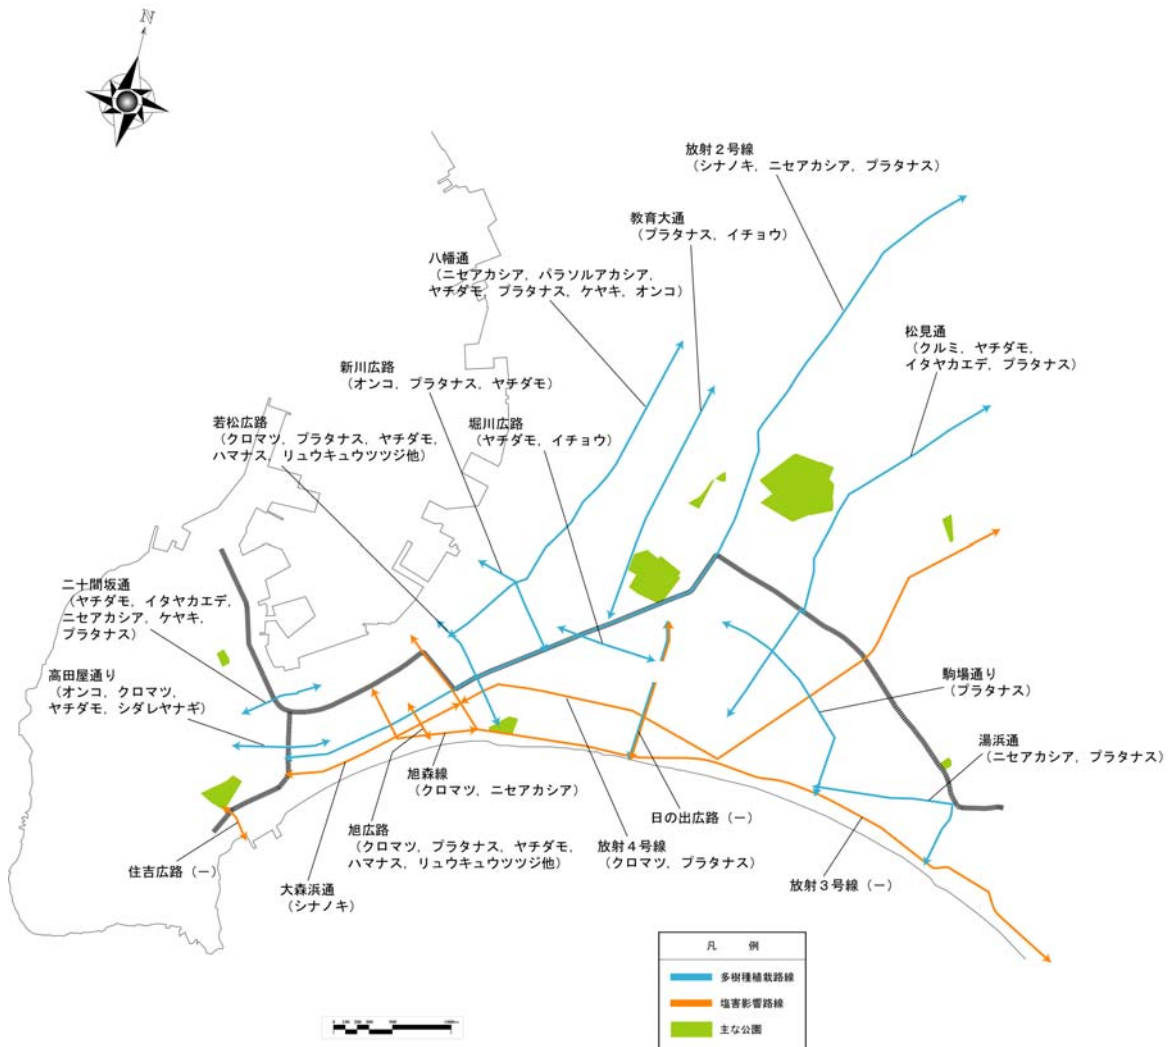 N
放射２号線
（シナノキ，ニセアカシア，プラタナス）
教育大通
（プラタナス，イチョウ）
八幡通
（ニセアカシア，パラソルアカシア，
ヤチダモ，プラタナス，ケヤキ，オンコ）
松見通
（クルミ，ヤチダモ，
イタヤカエデ，プラタナス）
新川広路
（オンコ，プラタナス，ヤチダモ）
若松広路
（クロマツ，プラタナス，ヤチダモ，
ハマナス，リュウキュウツツジ他）
堀川広路
（ヤチダモ，イチョウ）
二十間坂通
（ヤチダモ，イタヤカエデ，
ニセアカシア，ケヤキ，
プラタナス）
高田屋通り
（オンコ，クロマツ，
ヤチダモ，シダレヤナギ）
駒場通り
（プラタナス）
湯浜通
（ニセアカシア，プラタナス）
旭森線
（クロマツ，ニセアカシア）
日の出広路（ー）
旭広路
（クロマツ，プラタナス，ヤチダモ，
ハマナス，リュウキュウツツジ他）
放射４号線
（クロマツ，プラタナス）
住吉広路（ー）
大森浜通
（シナノキ）
放射３号線（ー）
凡　例
多樹種植栽路線
塩害影響路線
主な公園